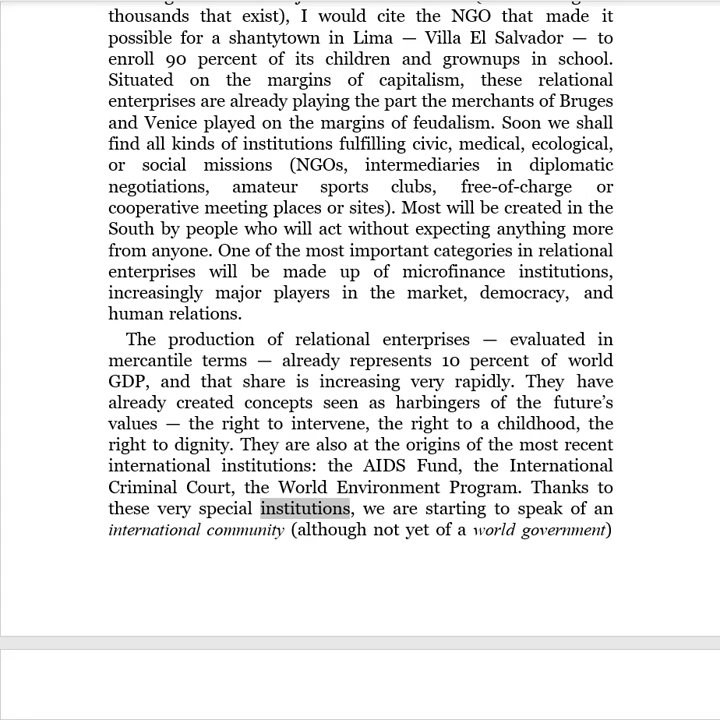 thousands that exist), I would cite the NGO that made it
possible for a shantytown in Lima — Villa El Salvador — to
enroll 90 percent of its children and grownups in school.
Situated on the margins of capitalism, these relational
enterprises are already playing the part the merchants of Bruges
and Venice played on the margins of feudalism. Soon we shall
find all kinds of institutions fulfilling civic, medical, ecological,
or social missions (NGOs, intermediaries in diplomatic
negotiations, amateur sports clubs, free-of-charge or
cooperative meeting places or sites). Most will be created in the
South by people who will act without expecting anything more
from anyone. One of the most important categories in relational
enterprises will be made up of microfinance institutions,
increasingly major players in the market, democracy, and
human relations.
The production of relational enterprises — evaluated in
mercantile terms — already represents 10 percent of world
GDP, and that share is increasing very rapidly. They have
already created concepts seen as harbingers of the future’s
values — the right to intervene, the right to a childhood, the
right to dignity. They are also at the origins of the most recent
international institutions: the AIDS Fund, the International
Criminal Court, the World Environment Program. Thanks to
these very special institutions, we are starting to speak of an
international community (although not yet of a world government)